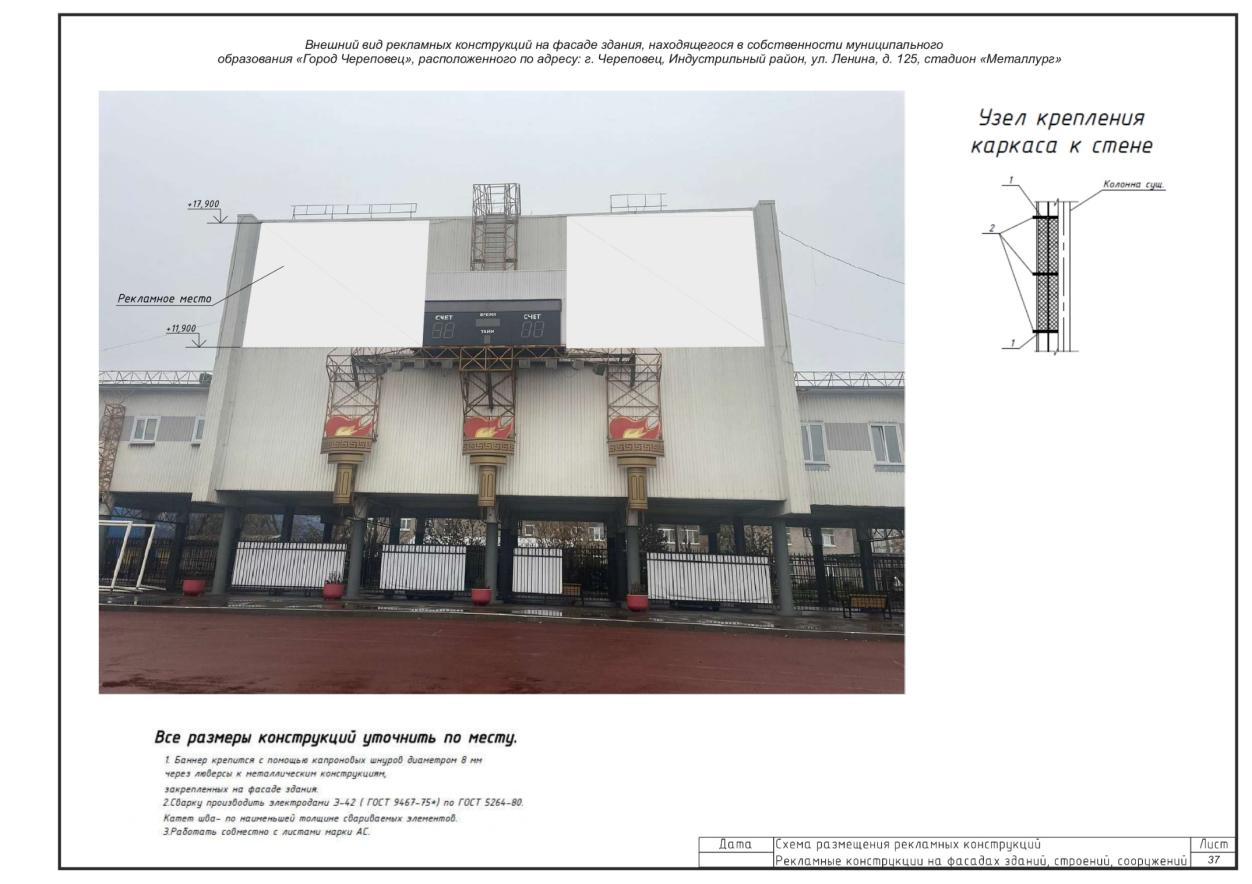 Внешний вид рекламных конструкций на фасаде здания, находящегося в собственности муниципального
образования «Город Череповец», расположенного по адресу: г. Череповец, Индустрильный район, ул. Ленина, д. 125, стадион «Металлург»
Узел крепления
каркаса к стене
1
Колонна сущ.
2
1
+17,900
Рекламное место
+11,900
СЧЕТ
ВРЕМЯ
СЧЕТ
ТАЙМ
Все размеры конструкций уточнить по месту.
1. Баннер крепится с помощью капроновых шнуров диаметром 8 мм
через люверсы к металлическим конструкциям,
закрепленных на фасаде здания.
2.Сварку производить электродами Э-42 ( ГОСТ 9467-75*) по ГОСТ 5264-80.
Катет шва- по наименьшей толщине свариваемых элементов.
3.Работать совместно с листами марки АС.
Дата
Схема размещения рекламных конструкций
Лист
Рекламные конструкции на фасадах зданий, строений, сооружений
37